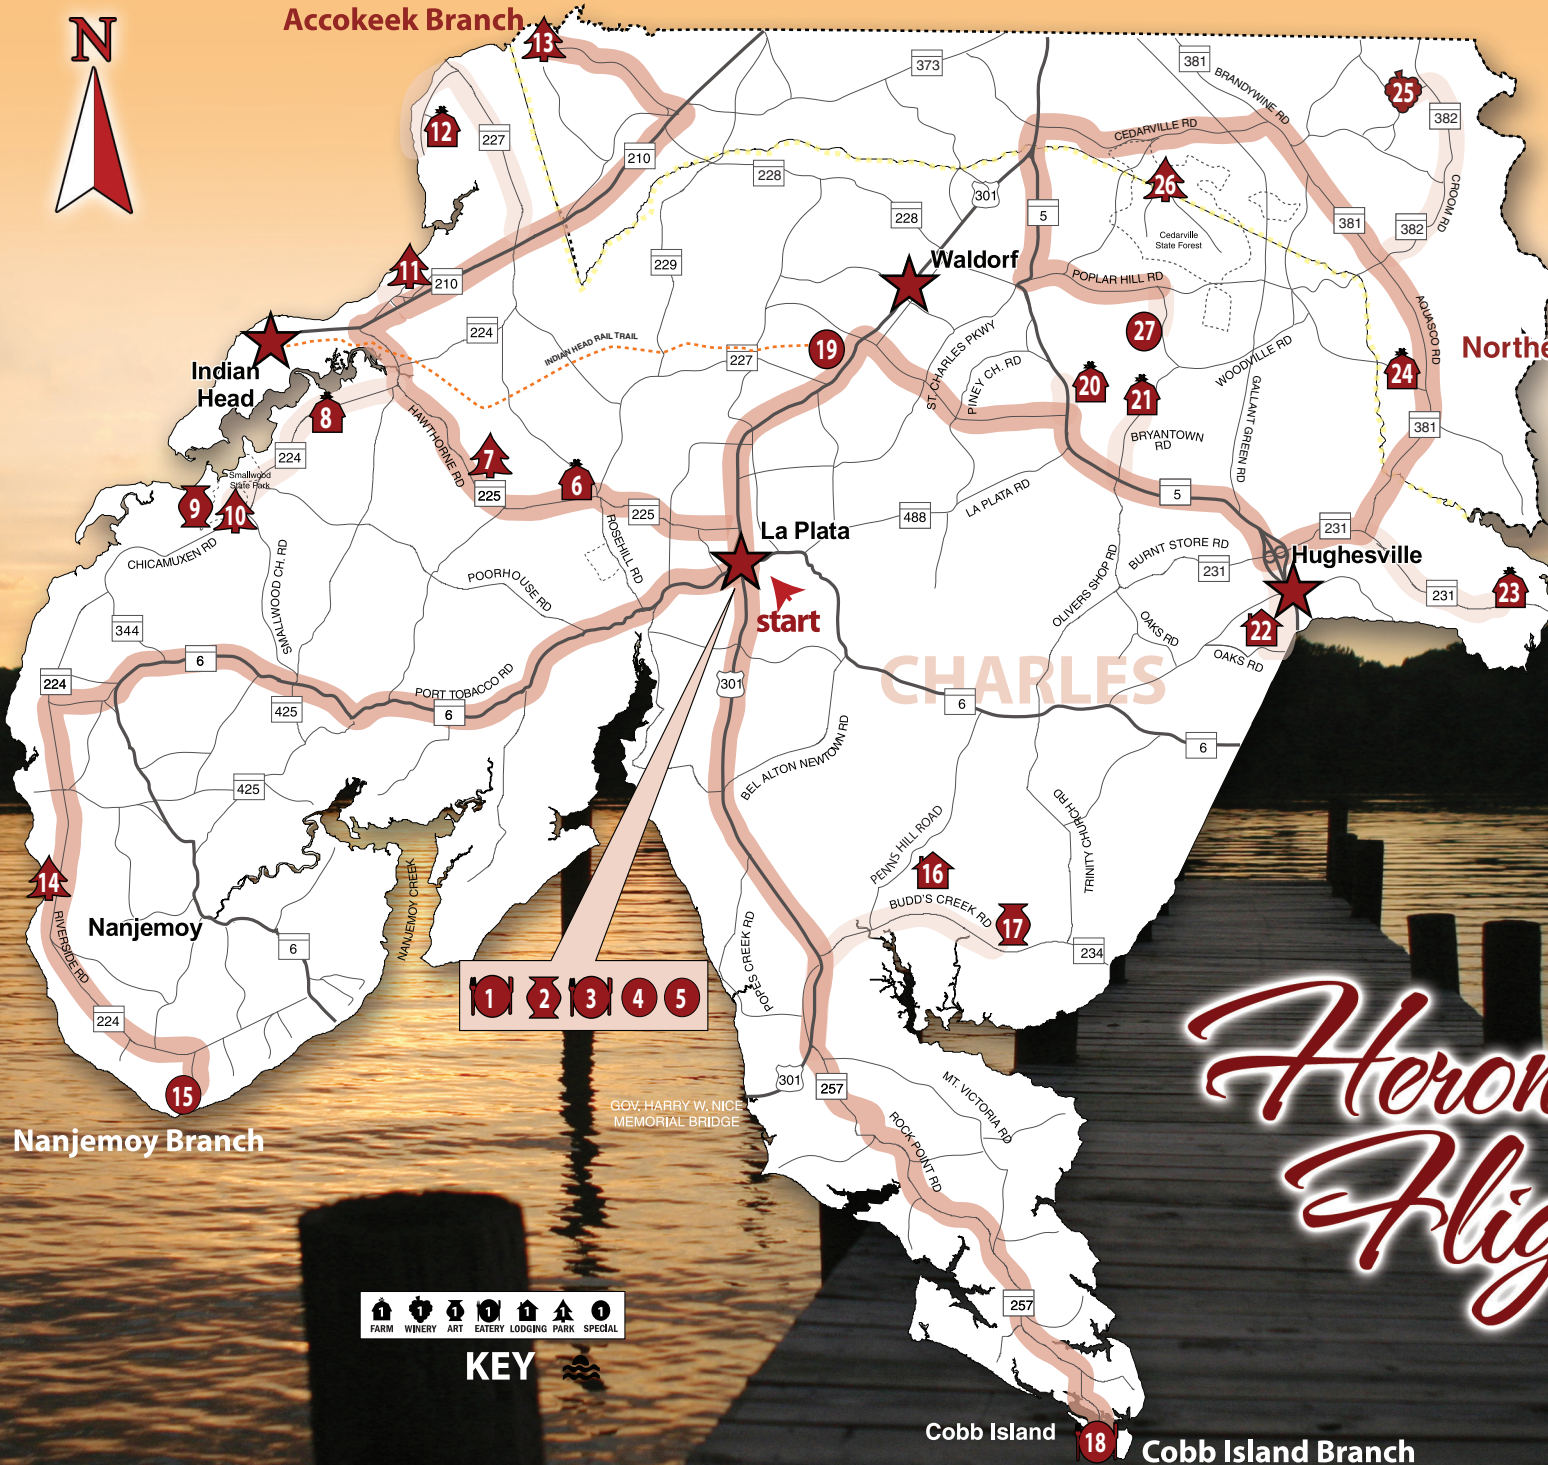 Accokeek Branch
N
13
373
381
BRANDYWINE RD
25
382
12
227
210
CEDARVILLE RD
228
301
26
CROOM RD
228
5
381
382
Cedarville
State Forest
229
Waldorf
11
210
POPLAR HILL RD
AQUASCO RD
224
INDIAN HEAD RAIL TRAIL
227
19
ST. CHARLES PKWY
PINEY CH. RD
27
WOODVILLE RD
Northe
24
Indian
Head
8
20
21
GALLANT GREEN RD
HAWTHORNE RD
381
BRYANTOWN
RD
224
7
6
Smallwood
State Park
225
5
9
10
225
ROSEHILL RD
488
LA PLATA RD
La Plata
231
CHICAMUXEN RD
BURNT STORE RD
231
Hughesville
SMALLWOOD CH. RD
POORHOUSE RD
OLIVERS SHOP RD
231
23
start
344
OAKS RD
22
OAKS RD
6
224
PORT TOBACCO RD
301
CHARLES
425
6
6
6
BEL ALTON NEWTOWN RD
425
TRINITY CHURCH RD
PENNS HILL ROAD
14
16
NANJEMOY CREEK
BUDD'S CREEK RD
17
RIVERSIDE RD
Nanjemoy
6
POPES CREEK RD
234
1 2 3 4 5
224
Heron
Flig
15
301
257
MT. VICTORIA RD
GOV. HARRY W. NICE
MEMORIAL BRIDGE
Nanjemoy Branch
ROCK POINT RD
257
1 1 1 1 1 1 1
FARM WINERY ART EATERY LODGING PARK SPECIAL
KEY
Cobb Island
18
Cobb Island Branch